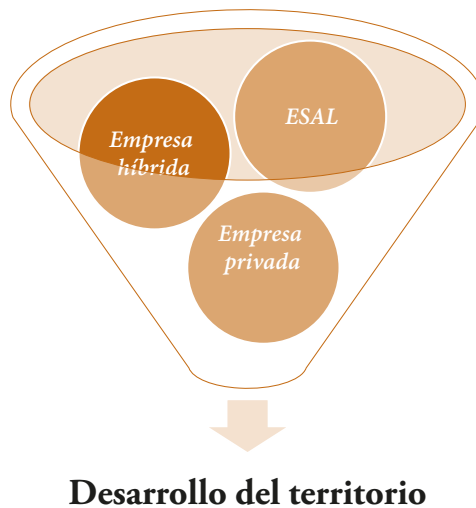 ESAL
Empresa
híbrida
Empresa
privada
Desarrollo del territorio